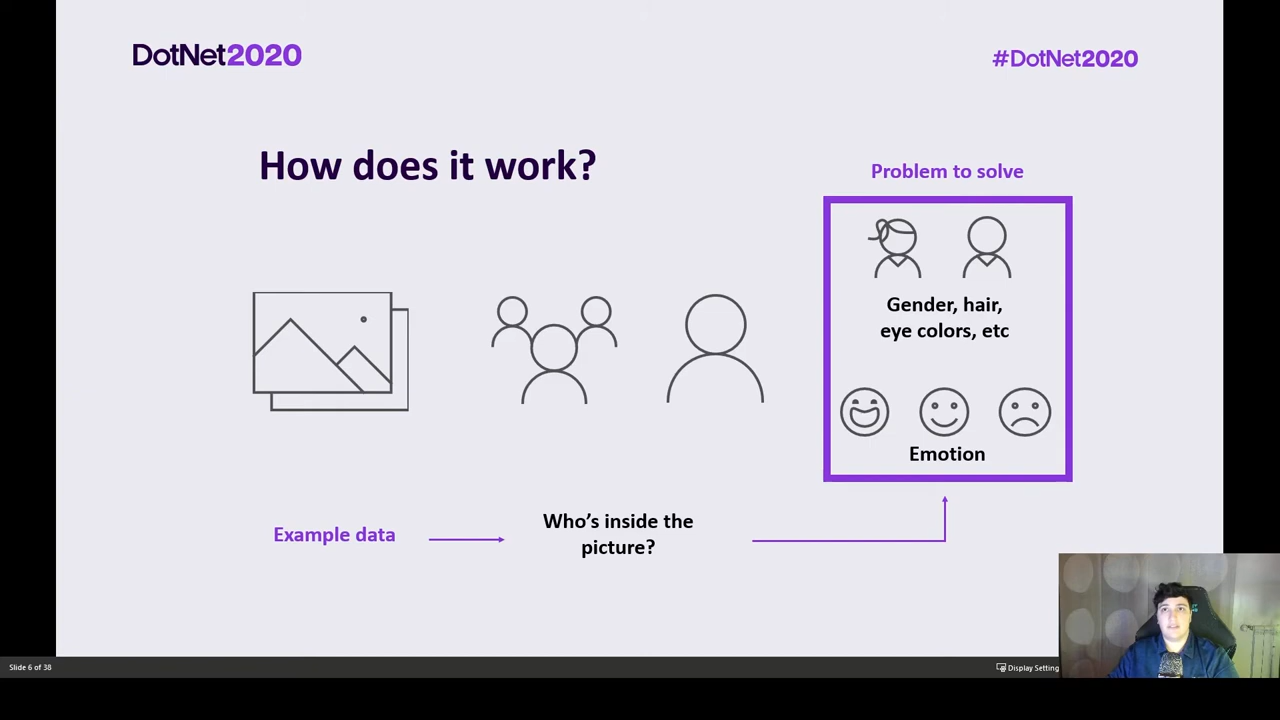 DotNet2020
#DotNet2020
How does it work?
Problem to solve
Gender, hair,
eye colors, etc
Emotion
Example data
Who's inside the
picture?
Slide 6 of 38
Display Setting